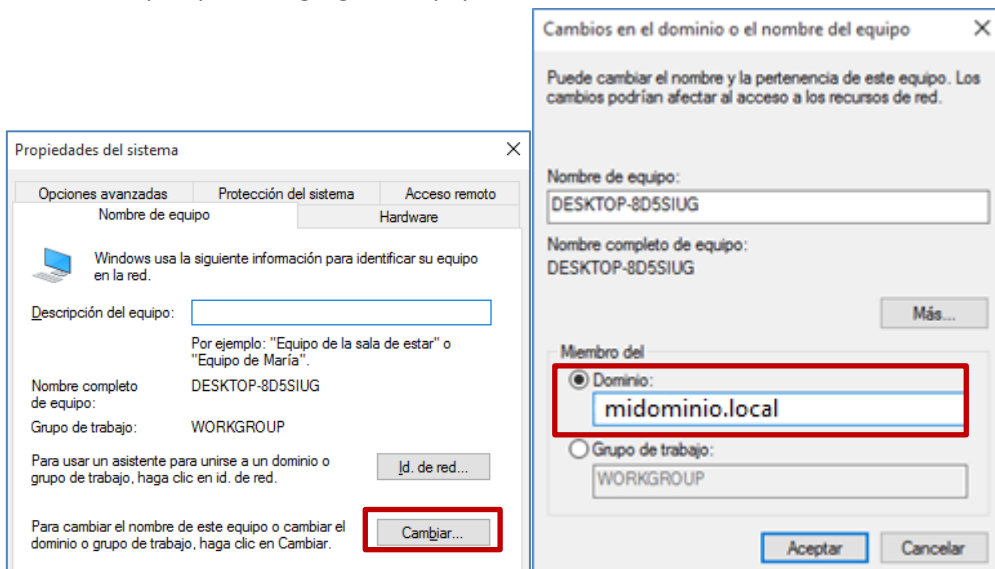 Propiedades del sistema
Opciones avanzadas
Protección del sistema
Acceso remoto
Nombre de equipo
Hardware
Windows usa la siguiente información para identificar su equipo
en la red.
Descripción del equipo:
Por ejemplo: "Equipo de la sala de estar" o
"Equipo de María".
Nombre completo
de equipo:
DESKTOP-8D5SIUG
Grupo de trabajo:
WORKGROUP
Para usar un asistente para unirse a un dominio o
grupo de trabajo, haga clic en id. de red.
Id. de red...
Para cambiar el nombre de este equipo o cambiar el
dominio o grupo de trabajo, haga clic en Cambiar.
Cambiar...
Cambios en el dominio o el nombre del equipo
Puede cambiar el nombre y la pertenencia de este equipo. Los
cambios podrían afectar al acceso a los recursos de red.
Nombre de equipo:
DESKTOP-8D5SIUG
Nombre completo de equipo:
DESKTOP-8D5SIUG
Más...
Miembro del
Dominio:
midominio.local
Grupo de trabajo:
WORKGROUP
Aceptar
Cancelar